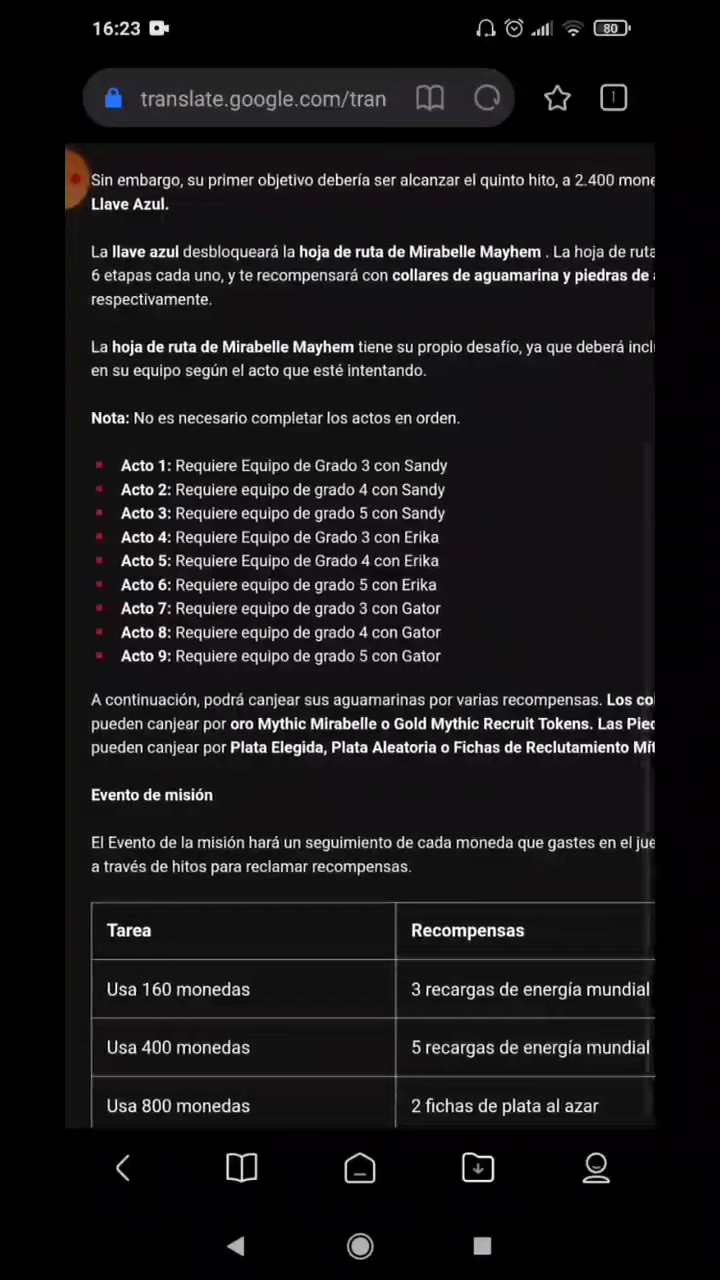 16:23
80
translate.google.com/tran
1
Sin embargo, su primer objetivo debería ser alcanzar el quinto hito, a 2.400
Llave Azul.
La llave azul desbloqueará la hoja de ruta de Mirabelle Mayhem . La hoja de ruta
6 etapas cada uno, y te recompensará con collares de aguamarina y piedras de
respectivamente.
La hoja de ruta de Mirabelle Mayhem tiene su propio desafío, ya que deberá
en su equipo según el acto que esté intentando.
Nota: No es necesario completar los actos en orden.
Acto 1: Requiere Equipo de Grado 3 con Sandy
Acto 2: Requiere equipo de grado 4 con Sandy
Acto 3: Requiere equipo de grado 5 con Sandy
Acto 4: Requiere Equipo de Grado 3 con Erika
Acto 5: Requiere Equipo de Grado 4 con Erika
Acto 6: Requiere equipo de grado 5 con Erika
Acto 7: Requiere equipo de grado 3 con Gator
Acto 8: Requiere equipo de grado 4 con Gator
Acto 9: Requiere equipo de grado 5 con Gator
A continuación, podrá canjear sus aguamarinas por varias recompensas. Los
pueden canjear por oro Mythic Mirabelle o Gold Mythic Recruit Tokens. Las
pueden canjear por Plata Elegida, Plata Aleatoria o Fichas de Reclutamiento
Evento de misión
El Evento de la misión hará un seguimiento de cada moneda que gastes en el
a través de hitos para reclamar recompensas.
Tarea Recompensas
Usa 160 monedas 3 recargas de energía mundial
Usa 400 monedas 5 recargas de energía mundial
Usa 800 monedas 2 fichas de plata al azar